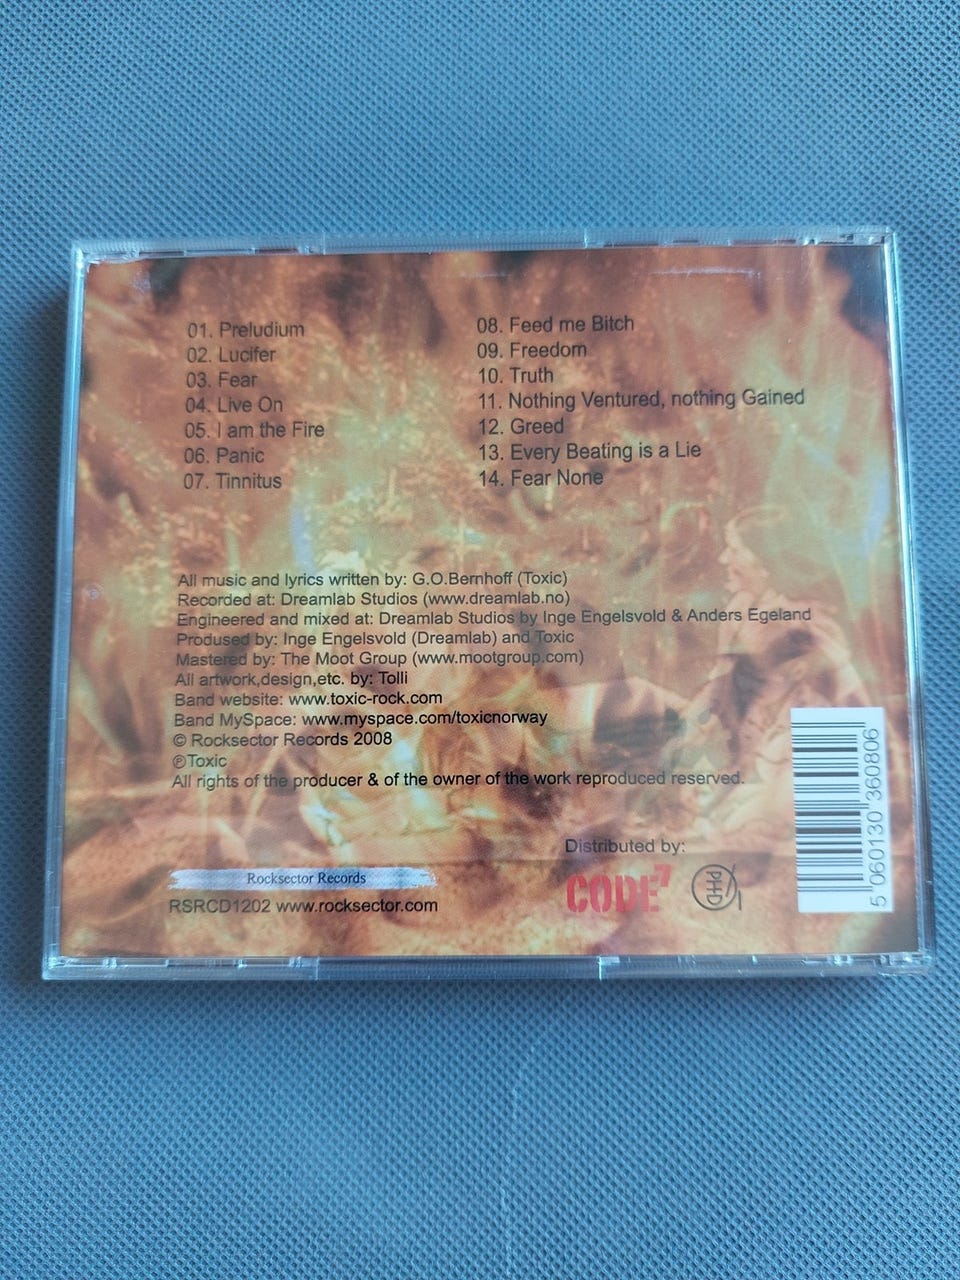 01. Preludium
02. Lucifer
03. Fear
04. Live On
05. I am the Fire
06. Panic
07. Tinnitus
08. Feed me Bitch
09. Freedom
10. Truth
11. Nothing Ventured, nothing Gained
12. Greed
13. Every Beating is a Lie
14. Fear None
All music and lyrics written by: G.O.Bernhoff (Toxic)
Recorded at: Dreamlab Studios (www.dreamlab.no)
Engineered and mixed at: Dreamlab Studios by Inge Engelsvold & Anders Egeland
Prodused by: Inge Engelsvold (Dreamlab) and Toxic
Mastered by: The Moot Group (www.mootgroup.com)
All artwork,design,etc. by: Tolli
Band website: www.toxic-rock.com
Band MySpace: www.myspace.com/toxicnorway
© Rocksector Records 2008
℗Toxic
All rights of the producer & of the owner of the work reproduced reserved.
Distributed by:
CODE7
PHD
Rocksector Records
RSRCD1202 www.rocksector.com
5 060130 360806